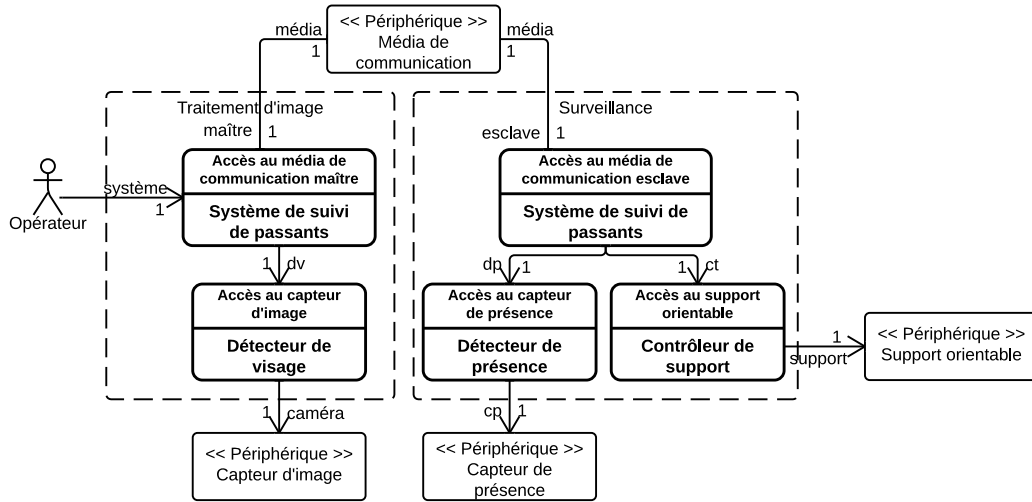 média
1
<< Périphérique >>
Média de
communication
média
1
Traitement d'image
maître
1
Surveillance
esclave
1
Opérateur
système
1
Accès au média de
communication maître
Système de suivi
de passants
Accès au média de
communication esclave
Système de suivi de
passants
1
dv
dp
1
1
ct
Accès au capteur
d'image
Détecteur de
visage
Accès au capteur
de présence
Détecteur de
présence
Accès au support
orientable
Contrôleur de
support
1
support
<< Périphérique >>
Support orientable
1
caméra
cp
1
<< Périphérique >>
Capteur d'image
<< Périphérique >>
Capteur de
présence